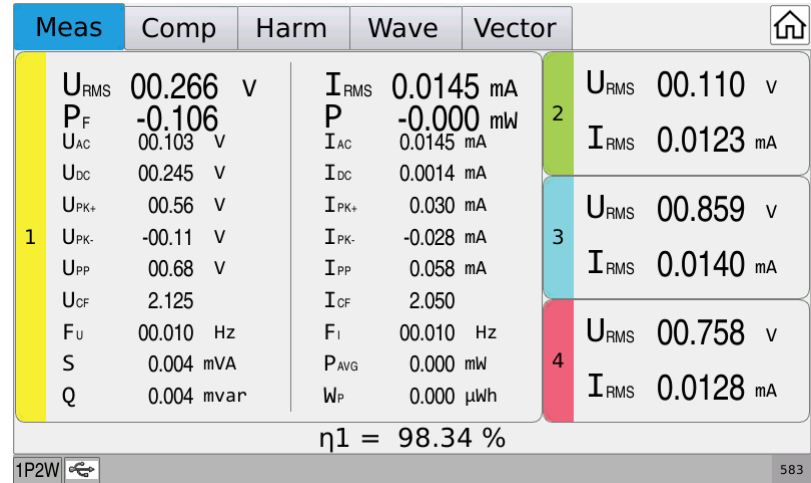 Meas Comp Harm Wave Vector
1
URMS 00.266 V IRMS 0.0145 mA
PF -0.106 P -0.000 mW
UAC 00.103 V IAC 0.0145 mA
UDC 00.245 V IDC 0.0014 mA
UPK+ 00.56 V IPK+ 0.030 mA
UPK- -00.11 V IPK- -0.028 mA
UPP 00.68 V IPP 0.058 mA
UCF 2.125 ICF 2.050
FU 00.010 Hz FI 00.010 Hz
S 0.004 mVA PAVG 0.000 mW
Q 0.004 mvar WP 0.000 µWh
2
URMS 00.110 V
IRMS 0.0123 mA
3
URMS 00.859 V
IRMS 0.0140 mA
4
URMS 00.758 V
IRMS 0.0128 mA
η1 = 98.34 %
1P2W 583